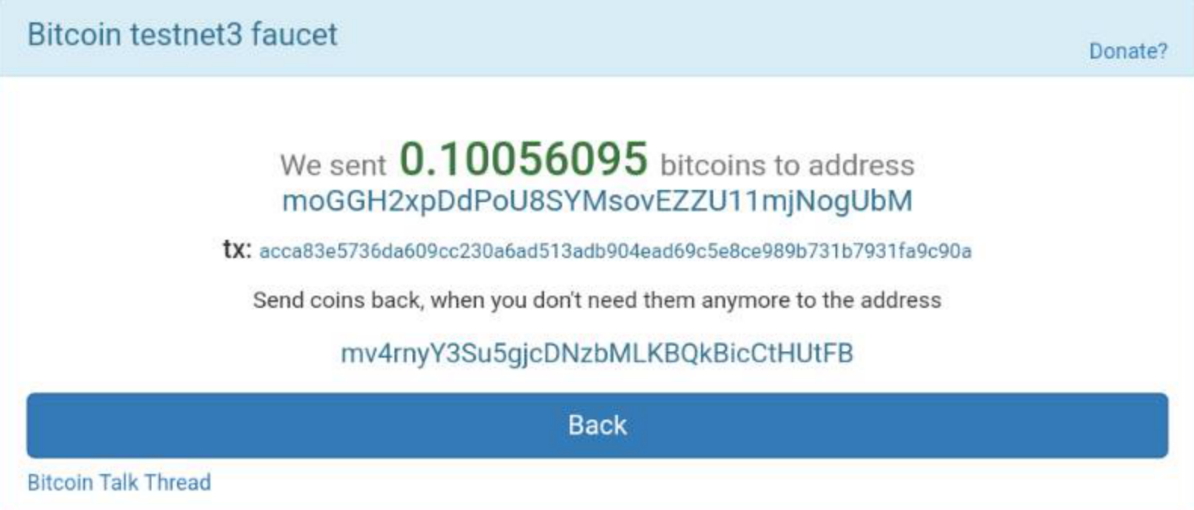 Bitcoin testnet3 faucet
Donate?
We sent 0.10056095 bitcoins to address
moGGH2xpDdPoU8SYMsovEZZU11mjNogUbM
tx: acca83e5736da609cc230a6ad513adb904ead69c5e8ce989b731b7931fa9c90a
Send coins back, when you don't need them anymore to the address
mv4rnyY3Su5gjcDNzbMLKBQkBicCtHUtFB
Back
Bitcoin Talk Thread